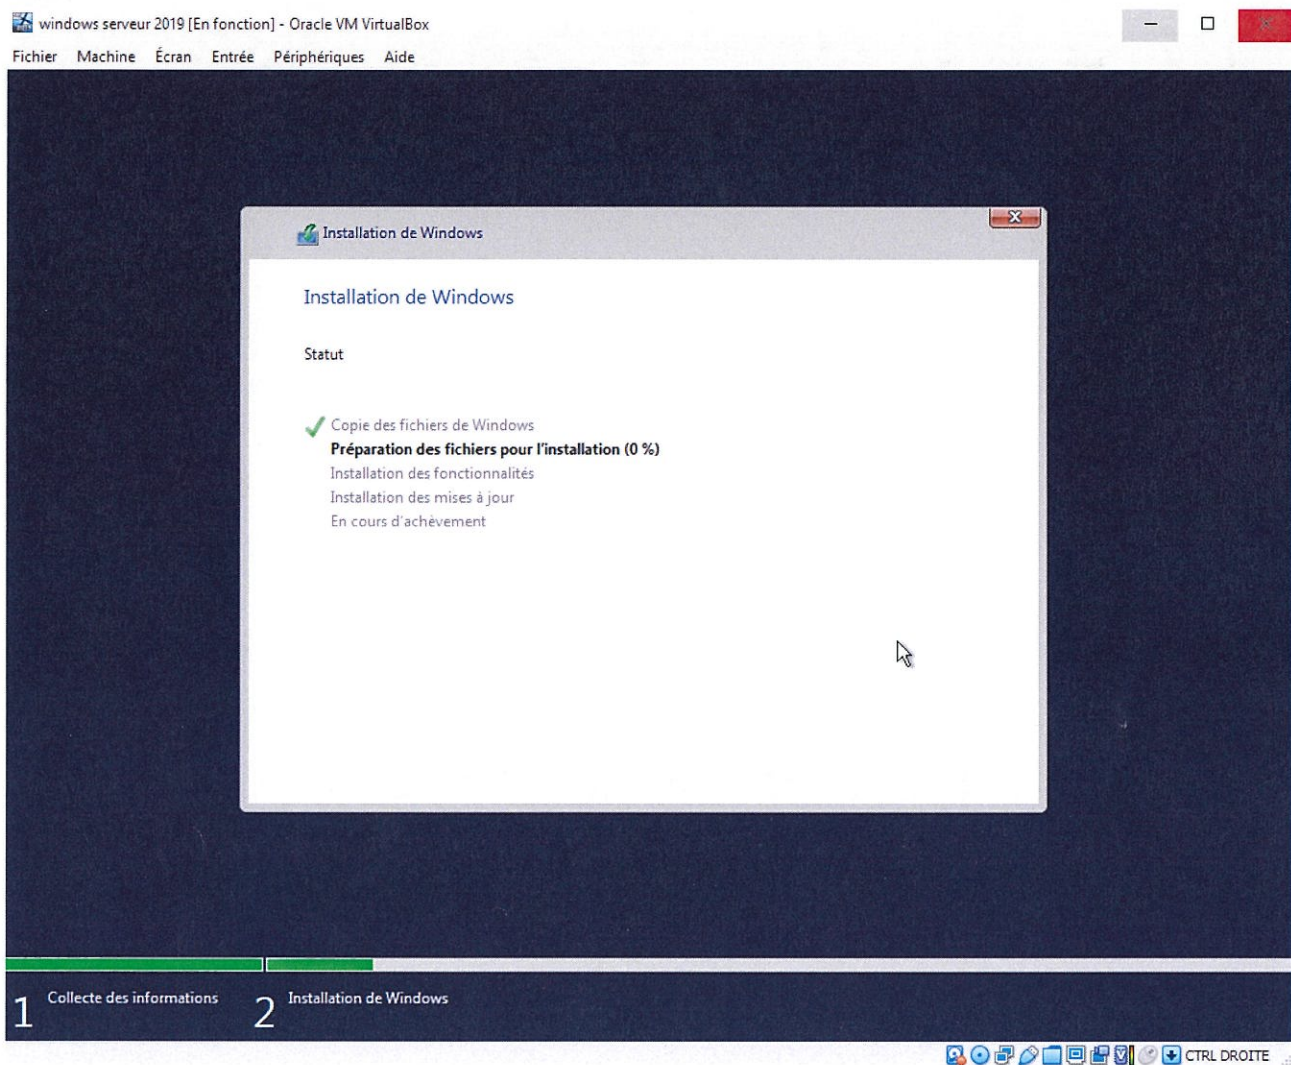 windows serveur 2019 [En fonction] - Oracle VM VirtualBox
Fichier Machine Écran Entrée Périphériques Aide
Installation de Windows
Installation de Windows
Statut
Copie des fichiers de Windows
Préparation des fichiers pour l'installation (0 %)
Installation des fonctionnalités
Installation des mises à jour
En cours d'achèvement
1 Collecte des informations 2 Installation de Windows
CTRL DROITE